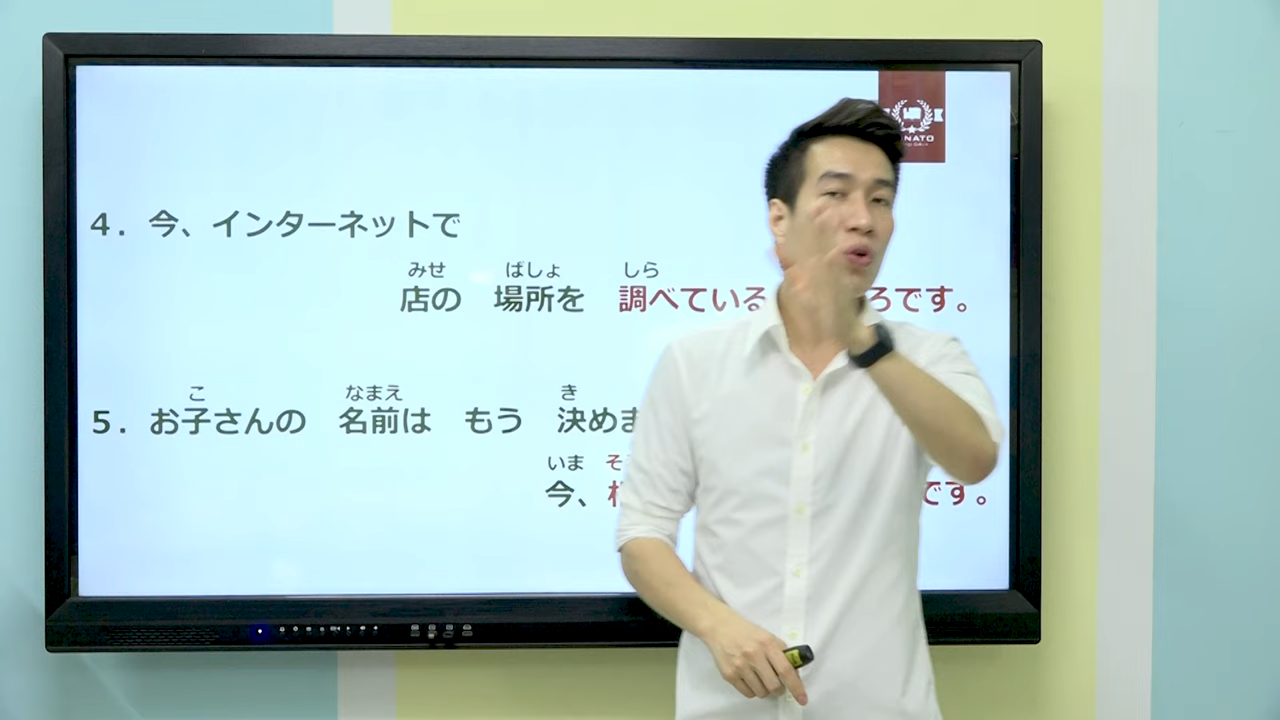 NATO
4. 今、インターネットで
みせ ばしょ しら
店の 場所を 調べている ろです。
こ なまえ き
5. お子さんの 名前は もう 決めま
いま そ
今、 です。